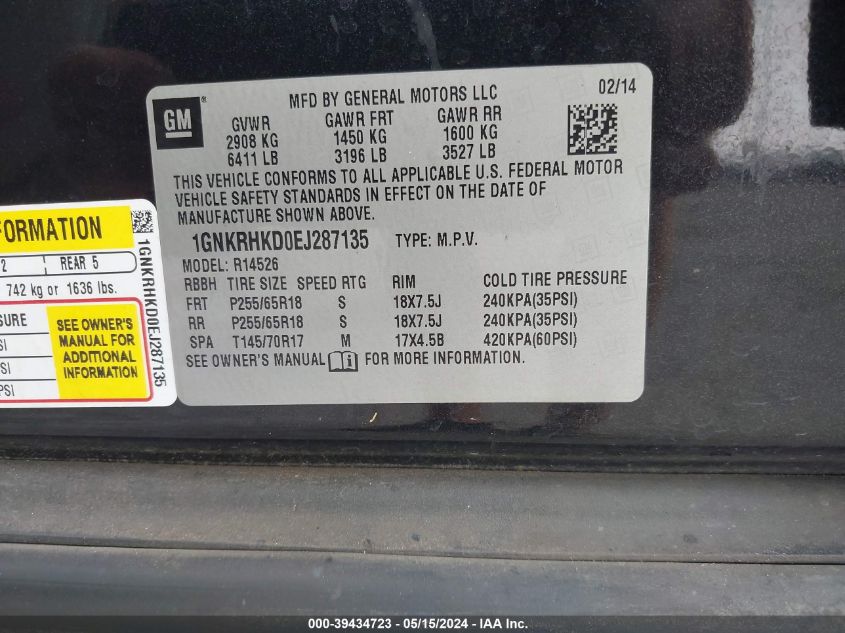 GM
®
MFD BY GENERAL MOTORS LLC
02/14
GVWR GAWR FRT GAWR RR
2908 KG 1450 KG 1600 KG
6411 LB 3196 LB 3527 LB
THIS VEHICLE CONFORMS TO ALL APPLICABLE U.S. FEDERAL MOTOR
VEHICLE SAFETY STANDARDS IN EFFECT ON THE DATE OF
MANUFACTURE SHOWN ABOVE.
1GNKRHKD0EJ287135 TYPE: M.P.V.
MODEL: R14526
RBBH TIRE SIZE SPEED RTG RIM COLD TIRE PRESSURE
FRT P255/65R18 S 18X7.5J 240KPA(35PSI)
RR P255/65R18 S 18X7.5J 240KPA(35PSI)
SPA T145/70R17 M 17X4.5B 420KPA(60PSI)
SEE OWNER'S MANUAL FOR MORE INFORMATION.
FORMATION
2 REAR 5
742 kg or 1636 lbs.
SURE
SI
SI
PSI
SEE OWNER'S
MANUAL FOR
ADDITIONAL
INFORMATION
1GNKRHKD0EJ287135
000-39434723 - 05/15/2024 - IAA Inc.